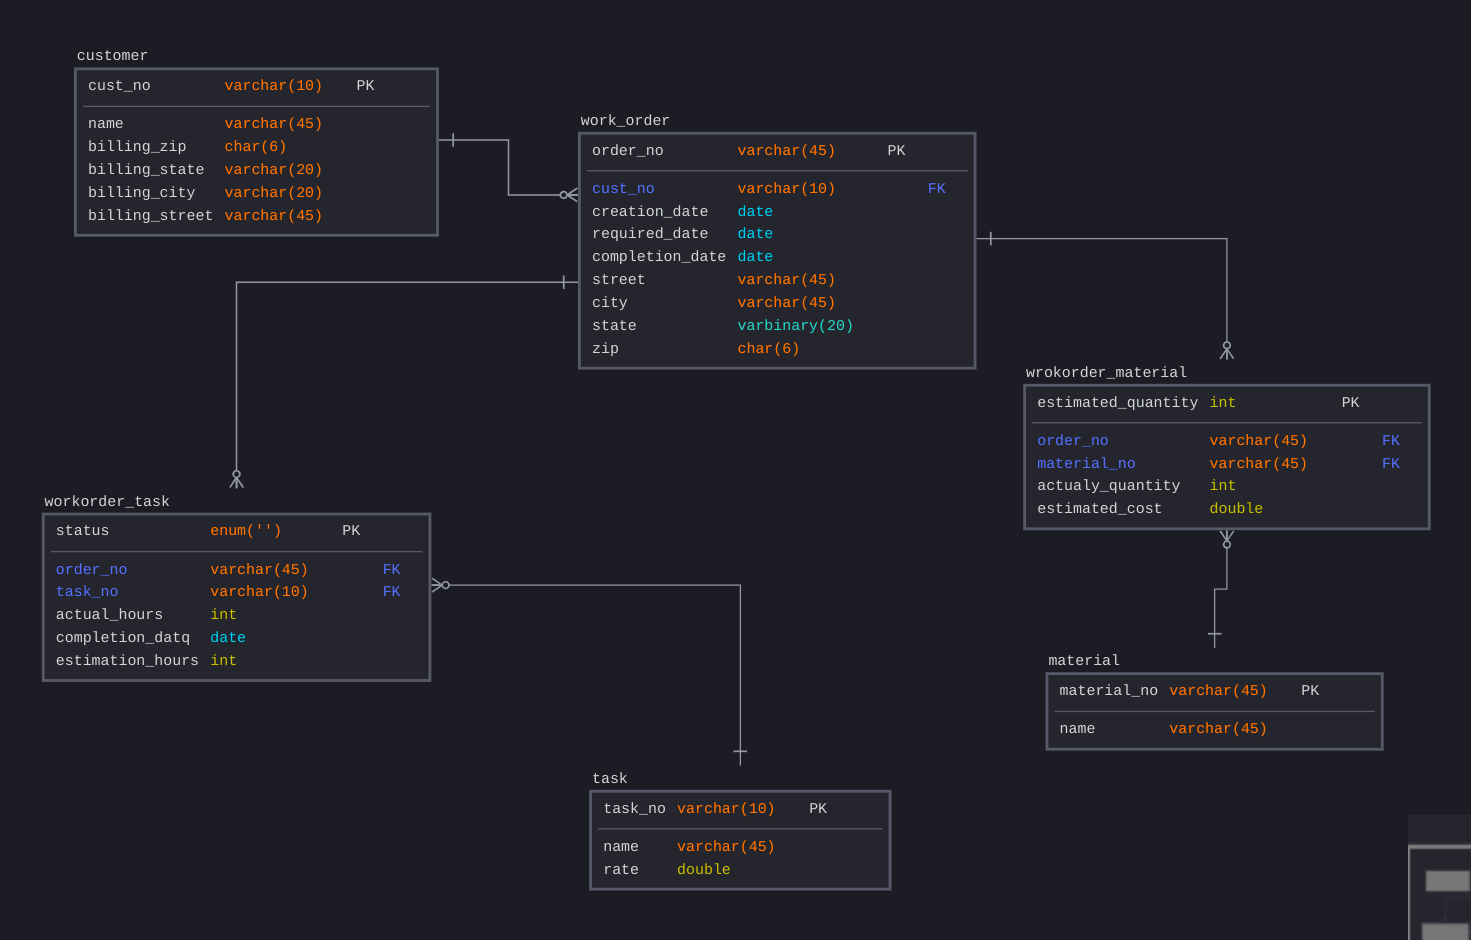 customer
cust_no varchar(10) PK
name varchar(45)
billing_zip char(6)
billing_state varchar(20)
billing_city varchar(20)
billing_street varchar(45)
work_order
order_no varchar(45) PK
cust_no varchar(10) FK
creation_date date
required_date date
completion_date date
street varchar(45)
city varchar(45)
state varbinary(20)
zip char(6)
wrokorder_material
estimated_quantity int PK
order_no varchar(45) FK
material_no varchar(45) FK
actualy_quantity int
estimated_cost double
workorder_task
status enum('') PK
order_no varchar(45) FK
task_no varchar(10) FK
actual_hours int
completion_datq date
estimation_hours int
material
material_no varchar(45) PK
name varchar(45)
task
task_no varchar(10) PK
name varchar(45)
rate double